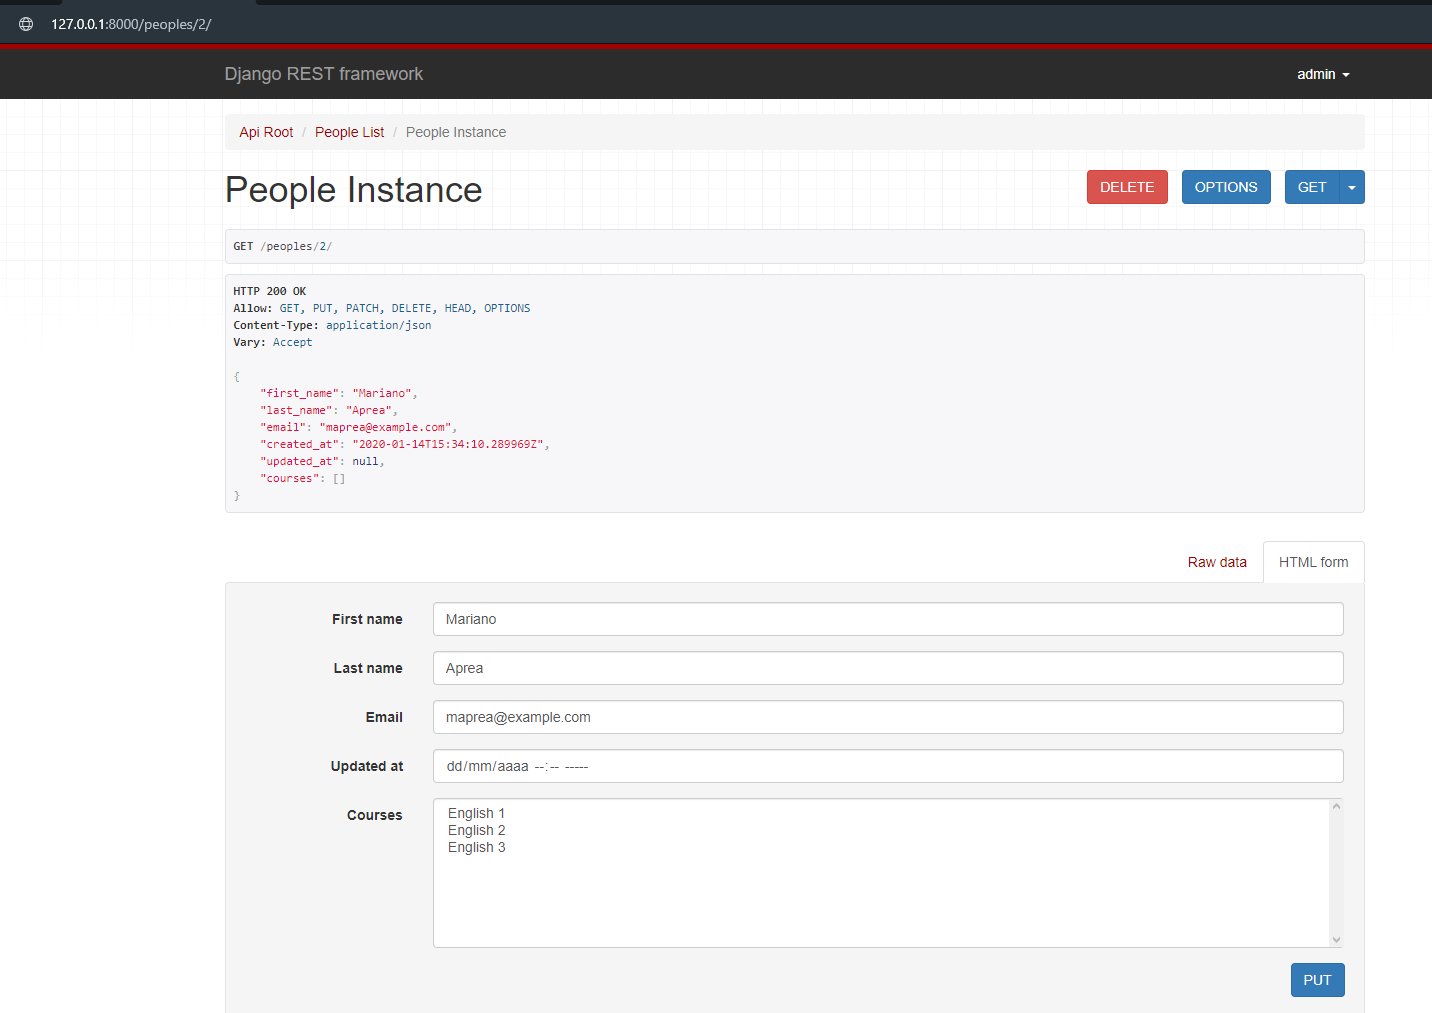 127.0.0.1:8000/peoples/2/
Django REST framework
admin
Api Root / People List / People Instance
People Instance
DELETE
OPTIONS
GET
GET /peoples/2/
HTTP 200 OK
Allow: GET, PUT, PATCH, DELETE, HEAD, OPTIONS
Content-Type: application/json
Vary: Accept
{
"first_name": "Mariano",
"last_name": "Aprea",
"email": "maprea@example.com",
"created_at": "2020-01-14T15:34:10.289969Z",
"updated_at": null,
"courses": []
}
Raw data
HTML form
First name
Mariano
Last name
Aprea
Email
maprea@example.com
Updated at
dd/mm/aaaa --:-- -----
Courses
English 1
English 2
English 3
PUT